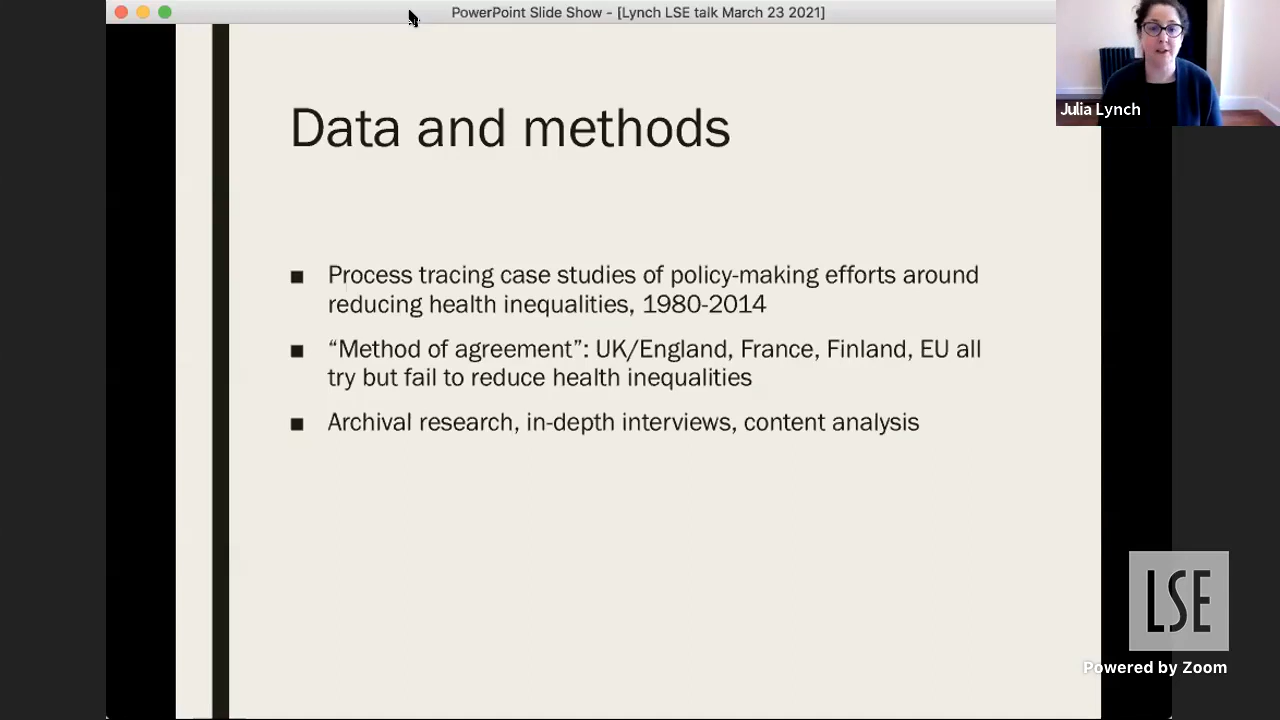 PowerPoint Slide Show - [Lynch LSE talk March 23 2021]
Julia Lynch
Data and methods
■ Process tracing case studies of policy-making efforts around
reducing health inequalities, 1980-2014
■ “Method of agreement”: UK/England, France, Finland, EU all
try but fail to reduce health inequalities
■ Archival research, in-depth interviews, content analysis
LSE
Powered by Zoom